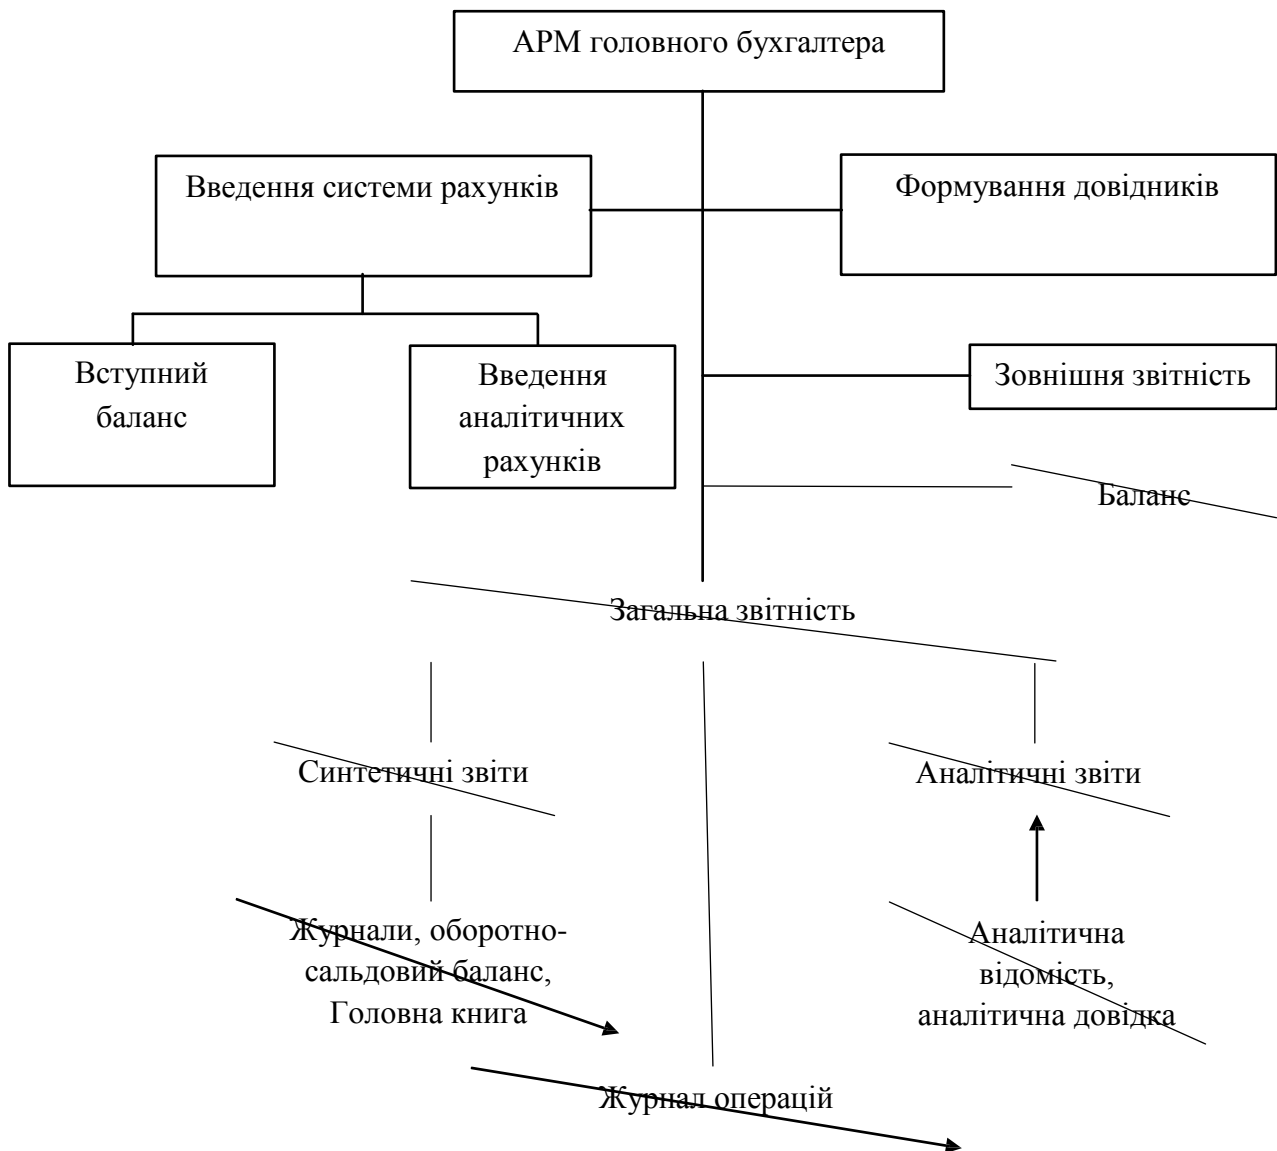 АРМ головного бухгалтера
Введення системи рахунків
Формування довідників
Вступний
баланс
Введення
аналітичних
рахунків
Зовнішня звітність
Баланс
Загальна звітність
Синтетичні звіти
Аналітичні звіти
Журнали, оборотно-
сальдовий баланс,
Головна книга
Аналітична
відомість,
аналітична довідка
Журнал операцій